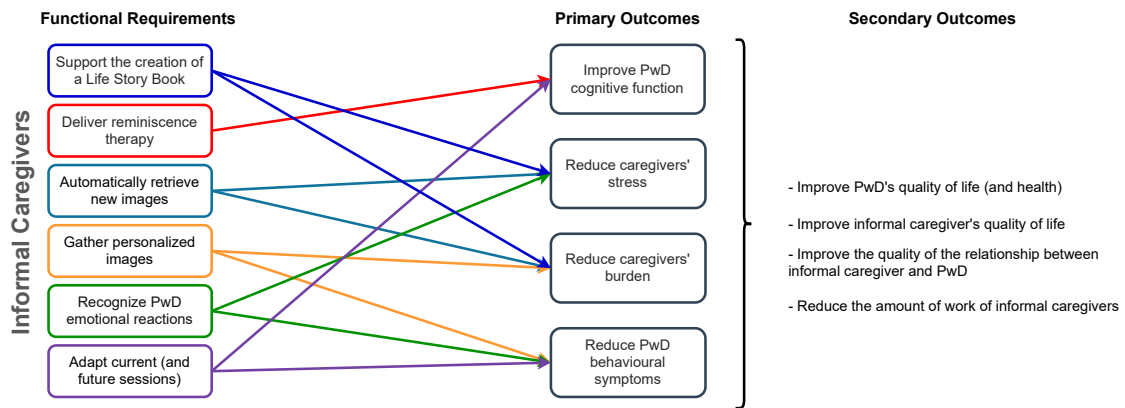 Functional Requirements
Primary Outcomes
Secondary Outcomes
Informal Caregivers
Support the creation of
a Life Story Book
Deliver reminiscence
therapy
Automatically retrieve
new images
Gather personalized
images
Recognize PwD
emotional reactions
Adapt current (and
future sessions)
Improve PwD
cognitive function
Reduce caregivers'
stress
Reduce caregivers'
burden
Reduce PwD
behavioural
symptoms
- Improve PwD's quality of life (and health)
- Improve informal caregiver's quality of life
- Improve the quality of the relationship between
informal caregiver and PwD
- Reduce the amount of work of informal caregivers